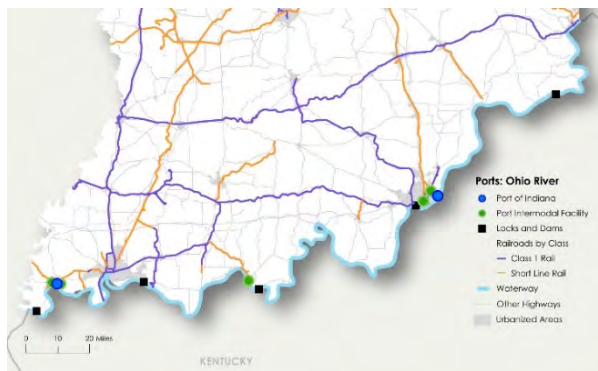 Ports: Ohio River
Port of Indiana
Port Intermodal Facility
Locks and Dams
Railroads by Class
Class 1 Rail
Short Line Rail
Waterway
Other Highways
Urbanized Areas
0 10 20 Miles
KENTUCKY